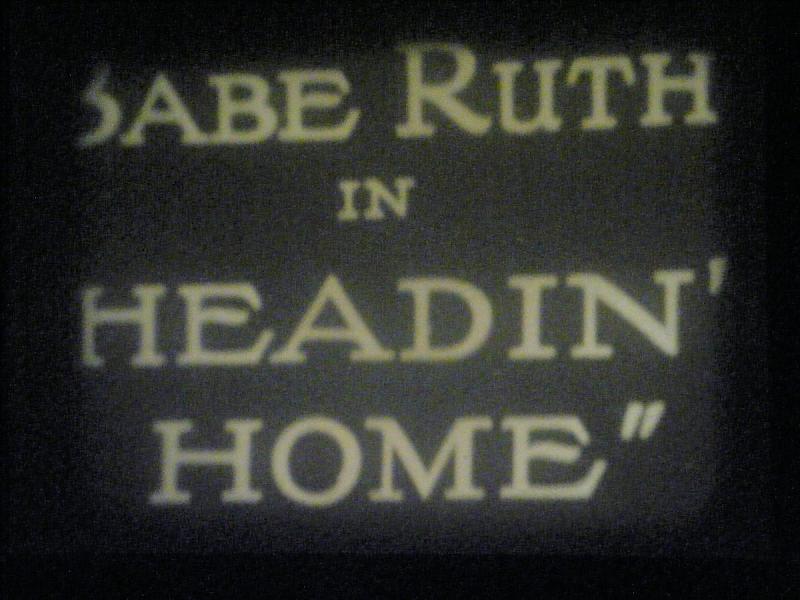 BABE RUTH
IN
HEADIN'
HOME"